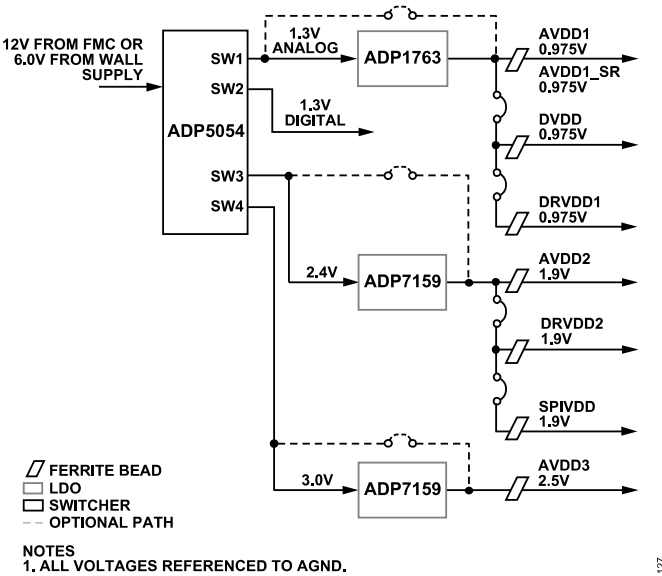 12V FROM FMC OR
6.0V FROM WALL
SUPPLY
ADP5054
SW1
SW2
SW3
SW4
1.3V
ANALOG
ADP1763
1.3V
DIGITAL
AVDD1
0.975V
AVDD1_SR
0.975V
DVDD
0.975V
DRVDD1
0.975V
2.4V
ADP7159
AVDD2
1.9V
DRVDD2
1.9V
SPIVDD
1.9V
3.0V
ADP7159
AVDD3
2.5V
FERRITE BEAD
LDO
SWITCHER
OPTIONAL PATH
NOTES
1. ALL VOLTAGES REFERENCED TO AGND.
127